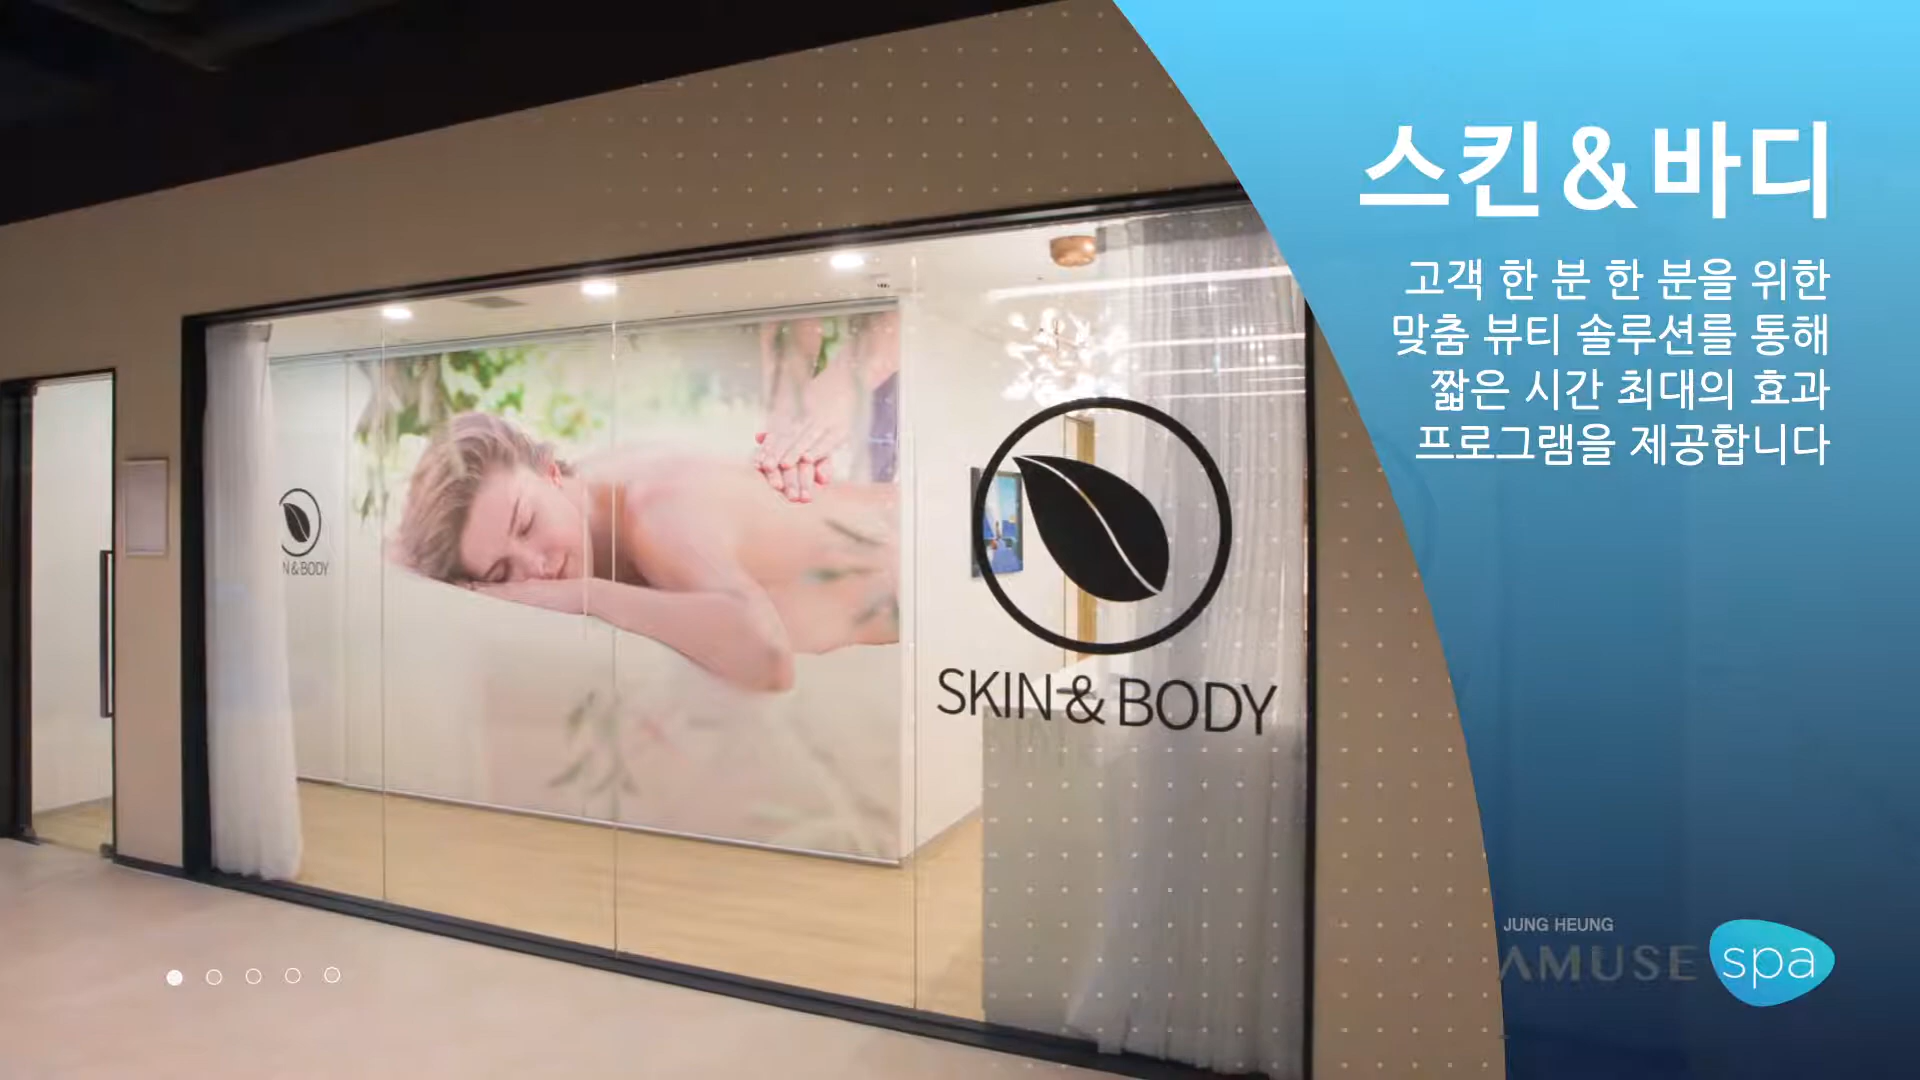 스킨&바디
고객 한 분 한 분을 위한
맞춤 뷰티 솔루션를 통해
짧은 시간 최대의 효과
프로그램을 제공합니다
N & BODY
SKIN & BODY
JUNG HEUNG
AMUSE spa